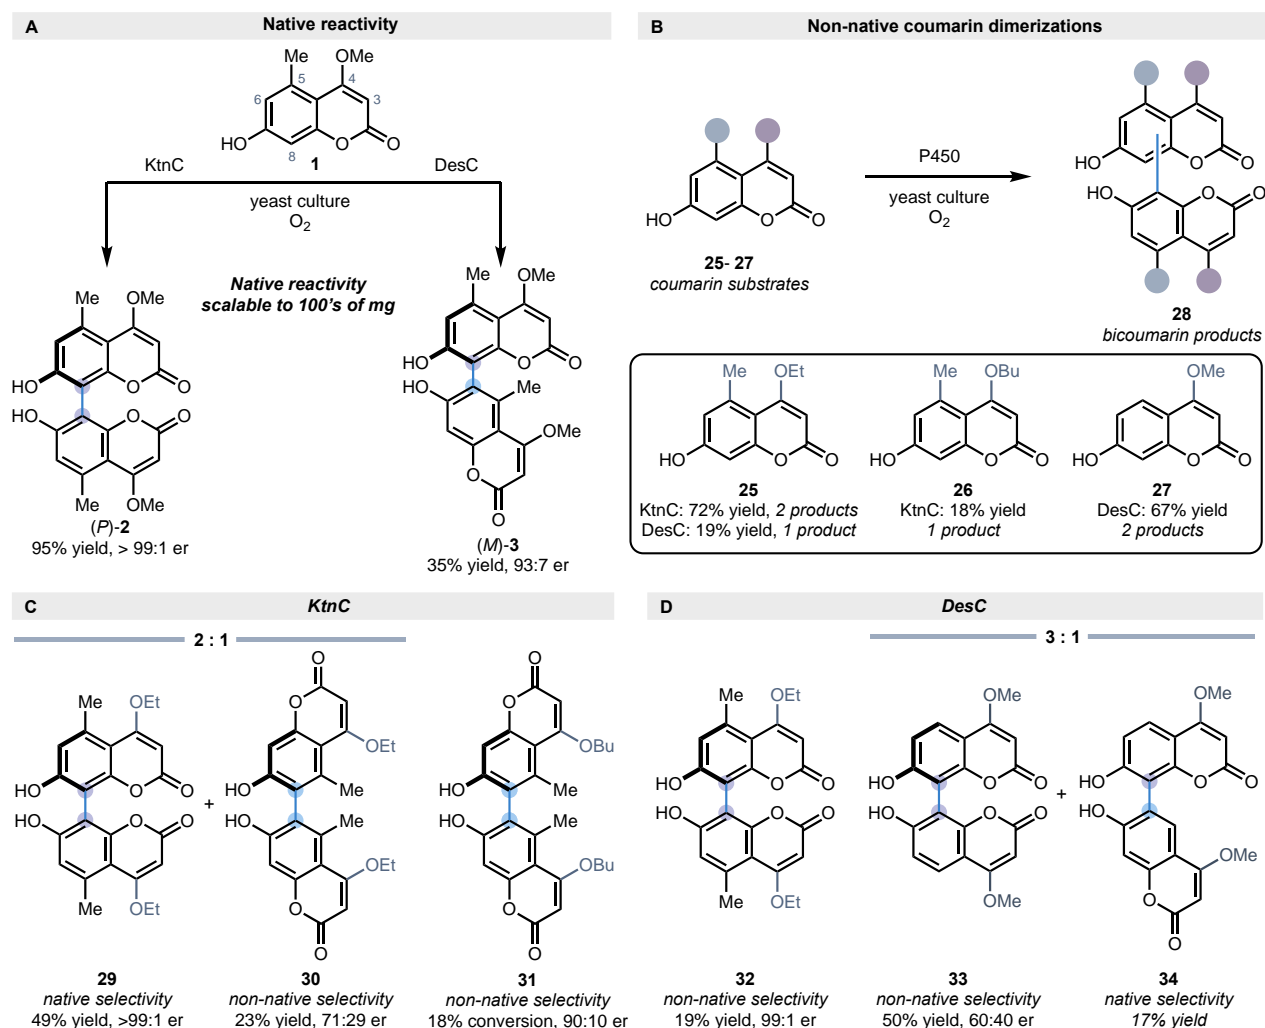 A
Native reactivity
Me
OMe
5
4
6
3
HO
O
O
8
1
KtnC
DesC
yeast culture
O2
Native reactivity
scalable to 100's of mg
Me
OMe
HO
O
O
HO
O
O
Me
OMe
(P)-2
95% yield, > 99:1 er
Me
OMe
HO
O
O
HO
Me
OMe
O
O
(M)-3
35% yield, 93:7 er
B
Non-native coumarin dimerizations
HO
O
O
25- 27
coumarin substrates
P450
yeast culture
O2
HO
O
O
HO
O
O
28
bicoumarin products
Me
OEt
HO
O
O
25
KtnC: 72% yield, 2 products
DesC: 19% yield, 1 product
Me
OBu
HO
O
O
26
KtnC: 18% yield
1 product
OMe
HO
O
O
27
DesC: 67% yield
2 products
C
KtnC
2 : 1
Me
OEt
HO
O
O
HO
O
O
Me
OEt
29
native selectivity
49% yield, >99:1 er
+
O
O
OEt
HO
Me
HO
Me
OEt
O
O
30
non-native selectivity
23% yield, 71:29 er
O
O
OBu
HO
Me
HO
Me
OBu
O
O
31
non-native selectivity
18% conversion, 90:10 er
D
DesC
3 : 1
Me
OEt
HO
O
O
HO
O
O
Me
OEt
32
non-native selectivity
19% yield, 99:1 er
OMe
HO
O
O
HO
O
O
OMe
33
non-native selectivity
50% yield, 60:40 er
+
OMe
HO
O
O
HO
OMe
O
O
34
native selectivity
17% yield